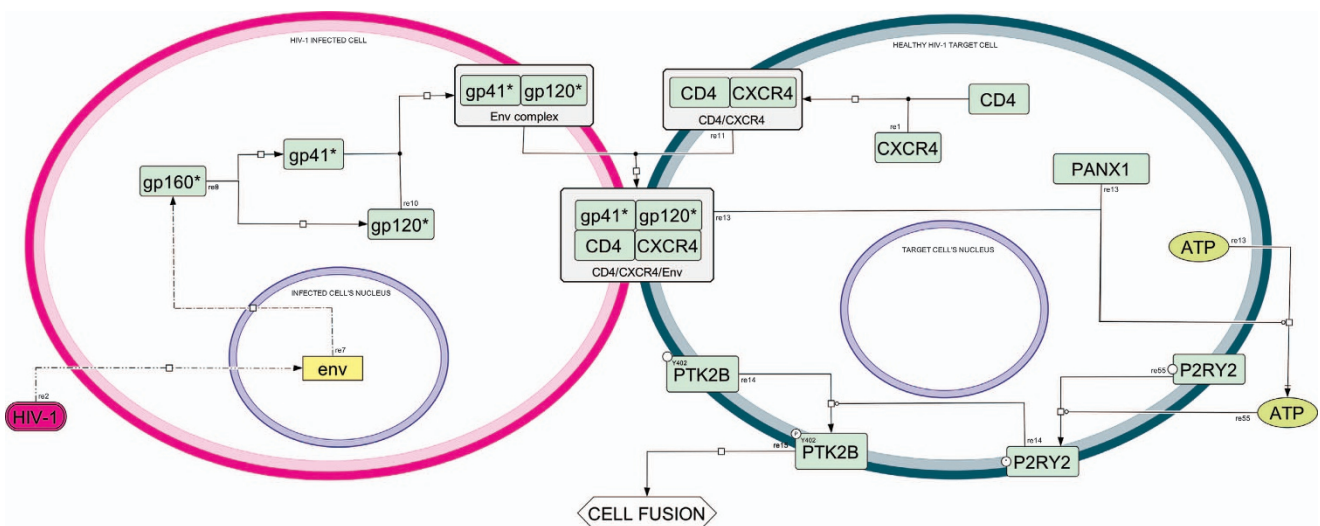 HIV-1 INFECTED CELL
HEALTHY HIV-1 TARGET CELL
gp41* gp120*
Env complex
CD4 CXCR4
CD4/CXCR4
re11
CD4
re1
CXCR4
gp41*
gp160*
re8
re10
gp120*
PANX1
re13
gp41* gp120*
CD4 CXCR4
CD4/CXCR4/Env
re13
TARGET CELL'S NUCLEUS
ATP
re13
INFECTED CELL'S NUCLEUS
re7
env
re2
HIV-1
Y402
PTK2B
re14
re55
P2RY2
re55
ATP
P
Y402
PTK2B
re15
re14
P2RY2
CELL FUSION